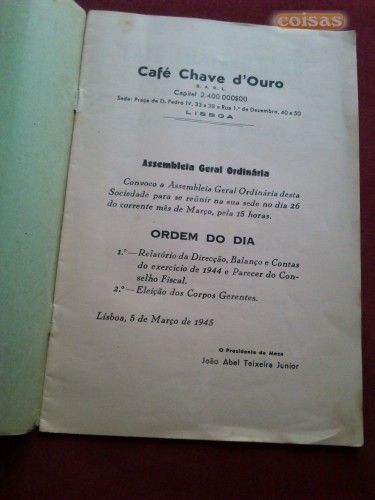 coisas
Café Chave d'Ouro
S. A. R. L.
Capital 2.400.000$00
Sede: Praça de D. Pedro IV, 33 a 38 e Rua 1.º de Dezembro, 40 a 50
LISBOA
Assembleia Geral Ordinária
Convoco a Assembleia Geral Ordinária desta
Sociedade para se reünir na sua sede no dia 26
do corrente mês de Março, pela 15 horas.
ORDEM DO DIA
1.º—Relatório da Direcção, Balanço e Contas
do exercício de 1944 e Parecer do Con-
selho Fiscal.
2.º—Eleição dos Corpos Gerentes.
Lisboa, 5 de Março de 1945
O Presidente da Mesa
João Abel Teixeira Junior